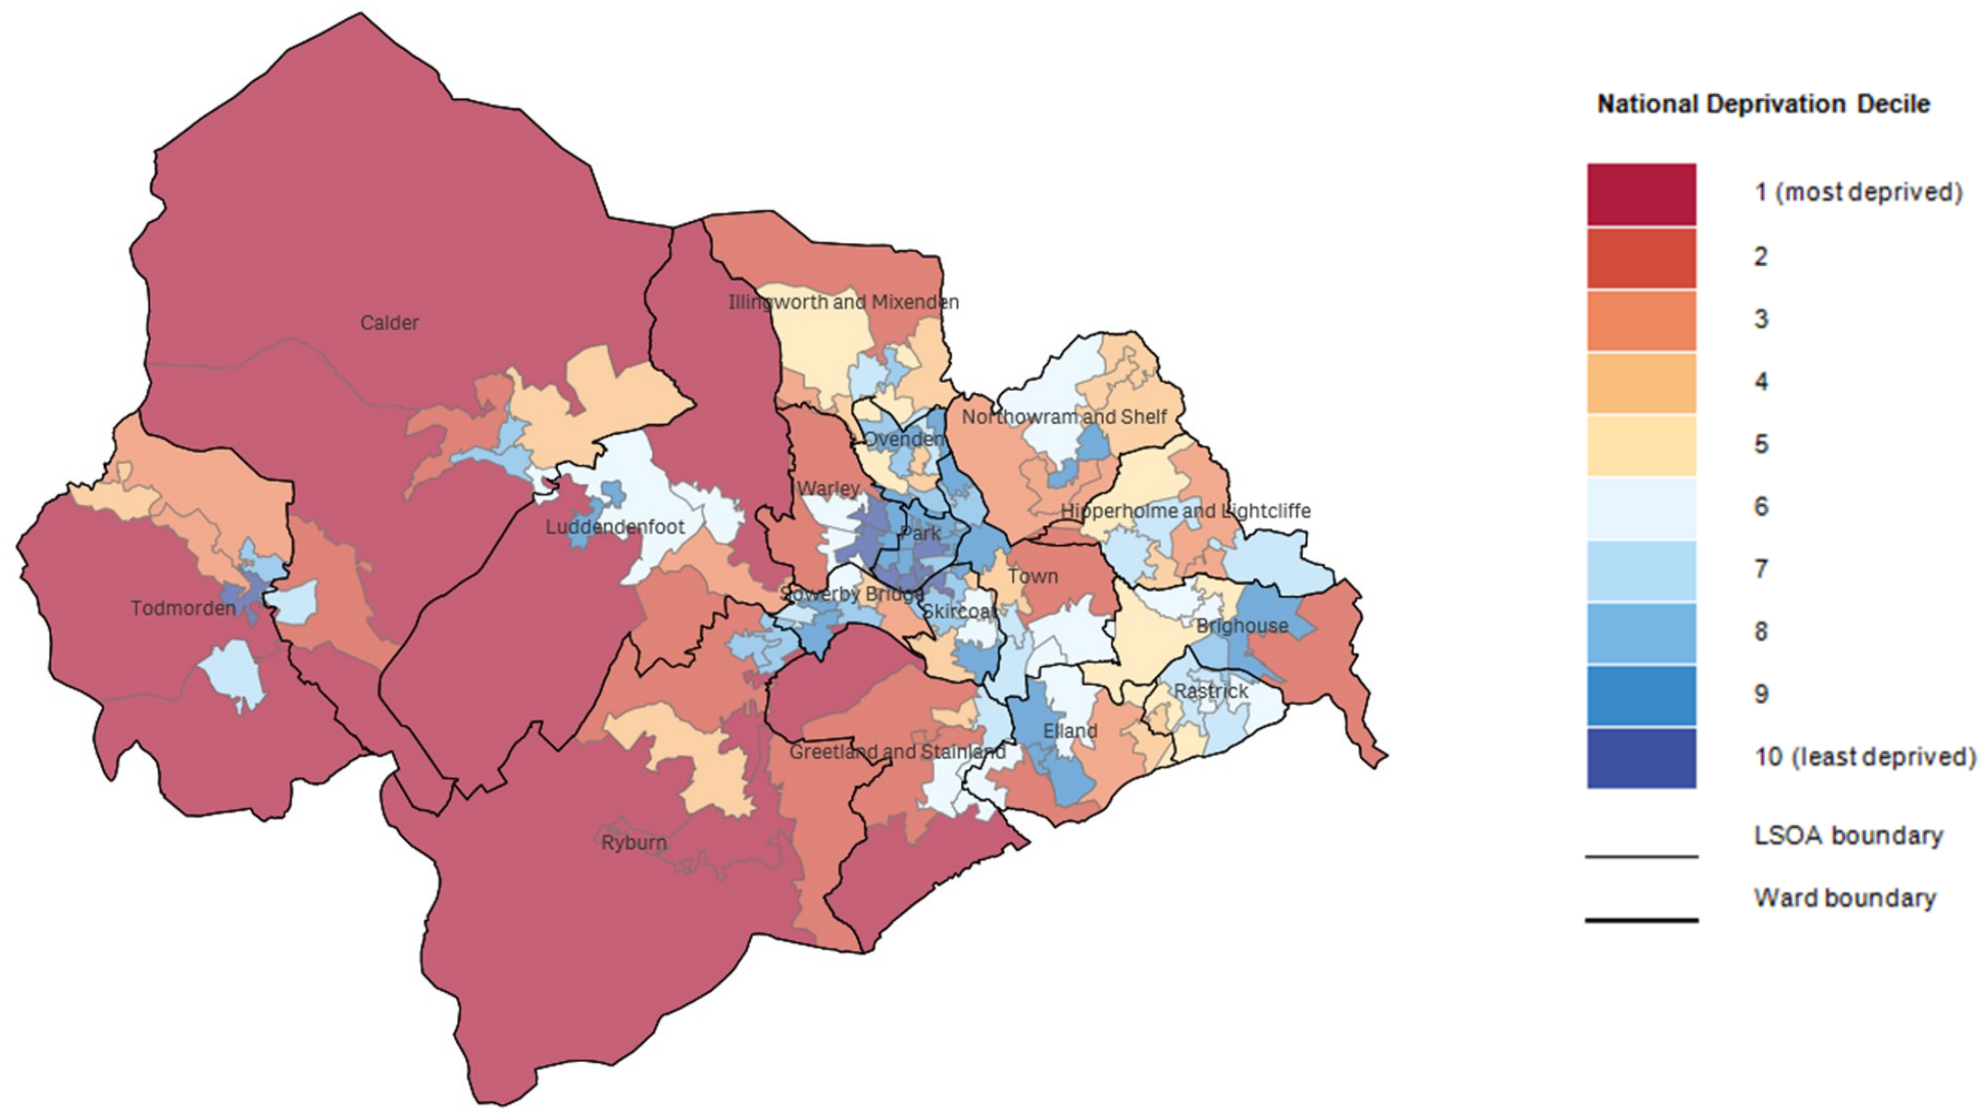 National Deprivation Decile
1 (most deprived)
2
3
4
5
6
7
8
9
10 (least deprived)
LSOA boundary
Ward boundary
Calder
Illingworth and Mixenden
Northowram and Shelf
Ovenden
Warley
Hipperholme and Lightcliffe
Luddendenfoot
Park
Town
Todmorden
Sowerby Bridge
Skircoat
Brighouse
Rastrick
Elland
Greetland and Stainland
Ryburn